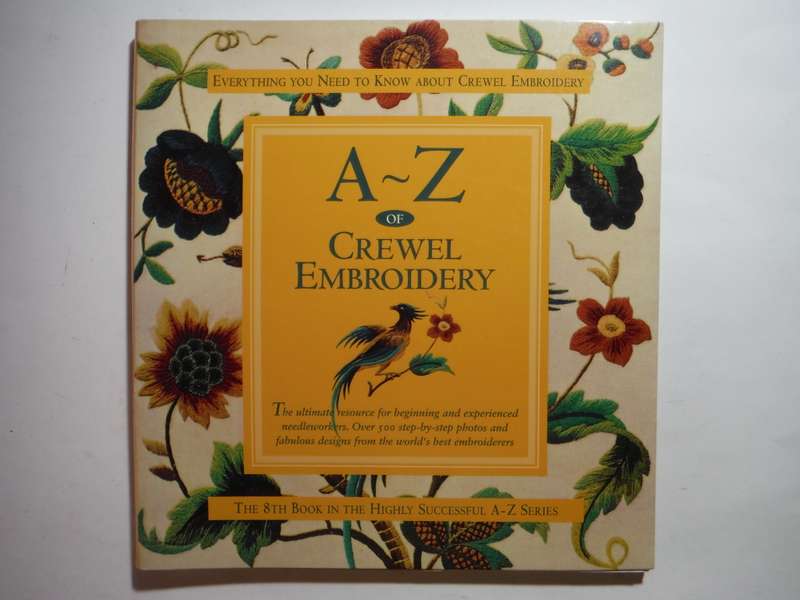 EVERYTHING YOU NEED TO KNOW ABOUT CREWEL EMBROIDERY
A~Z
OF
CREWEL
EMBROIDERY
The ultimate resource for beginning and experienced
needleworkers. Over 500 step-by-step photos and
fabulous designs from the world's best embroiderers
THE 8TH BOOK IN THE HIGHLY SUCCESSFUL A-Z SERIES